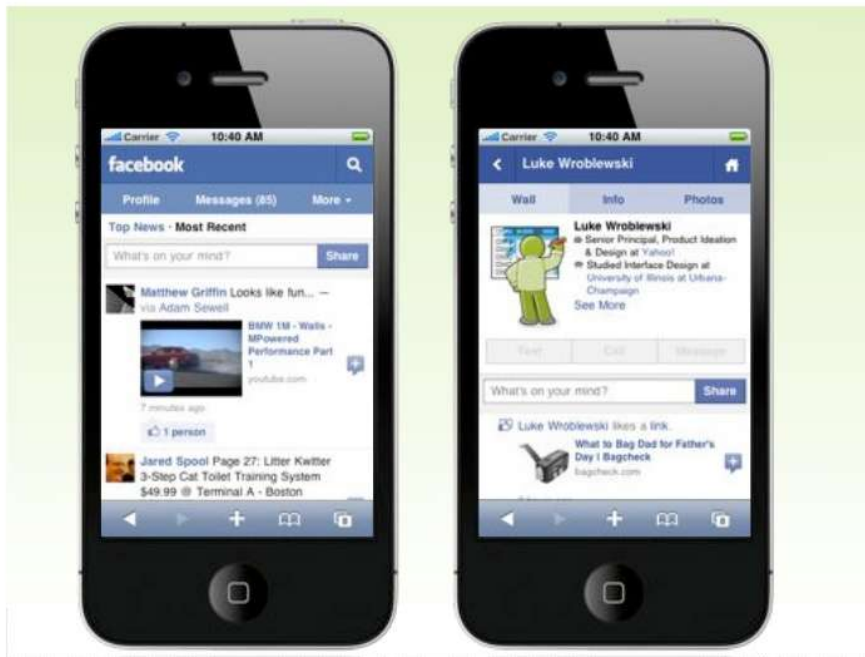 Carrier 10:40 AM
facebook
Profile Messages (85) More
Top News · Most Recent
What's on your mind? Share
Matthew Griffin Looks like fun... —
via Adam Sewell
BMW 1M - Walls -
MPowered
Performance Part
1
youtube.com
7 minutes ago
1 person
Jared Spool Page 27: Litter Kwitter
3-Step Cat Toilet Training System
$49.99 @ Terminal A - Boston
Carrier 10:40 AM
Luke Wroblewski
Wall Info Photos
Luke Wroblewski
Senior Principal, Product Ideation
& Design at Yahoo!
Studied Interface Design at
University of Illinois at Urbana-
Champaign
See More
Text Call Message
What's on your mind? Share
Luke Wroblewski likes a link.
What to Bag Dad for Father's
Day | Bagcheck
bagcheck.com